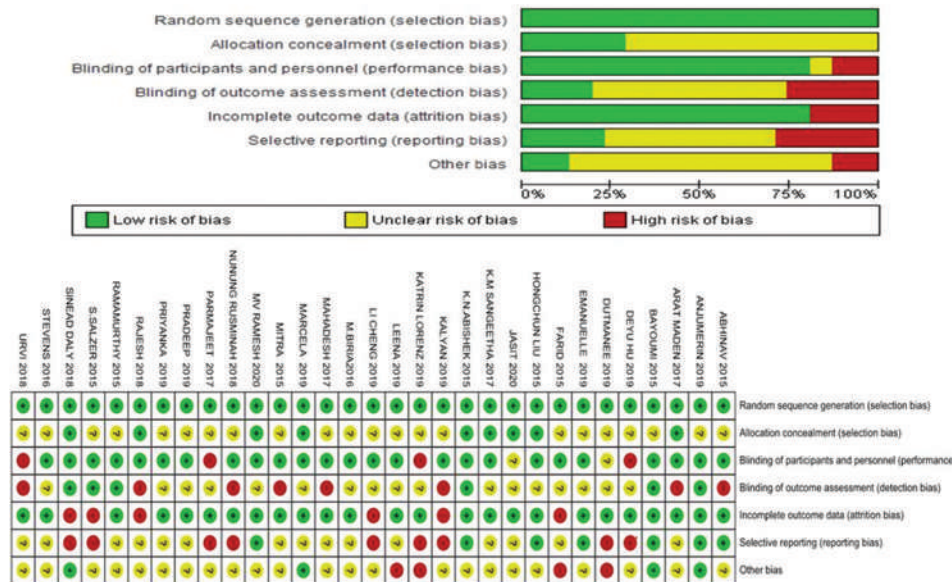 Random sequence generation (selection bias)
Allocation concealment (selection bias)
Blinding of participants and personnel (performance bias)
Blinding of outcome assessment (detection bias)
Incomplete outcome data (attrition bias)
Selective reporting (reporting bias)
Other bias
0% 25% 50% 75% 100%
Low risk of bias Unclear risk of bias High risk of bias
URVI 2018
STEVENS 2016
SINEAD DALY 2018
S.SALZER 2015
RAMAMURTHY 2015
RAJESH 2018
PRIYANKA 2019
PRADEEP 2019
PARMAJEET 2017
NUNUNG RUSMINAH 2018
MV RAMESH 2020
MITRA 2015
MARCELA 2019
MAHADESH 2017
M.BIRIA2016
LI CHENG 2019
LEENA 2019
KATRIN LORENZ 2019
KALYAN 2019
K.N.ABISHEK 2015
K.M SANGEETHA 2017
JASIT 2020
HONGCHUN LIU 2015
FARID 2015
EMANUELLE 2019
DUTMANEE 2019
DEYU HU 2019
BAYOUMI 2015
ARAT MADEN 2017
ANJUMERIN 2019
ABHINAV 2015
Random sequence generation (selection bias)
Allocation concealment (selection bias)
Blinding of participants and personnel (performance
Blinding of outcome assessment (detection bias)
Incomplete outcome data (attrition bias)
Selective reporting (reporting bias)
Other bias